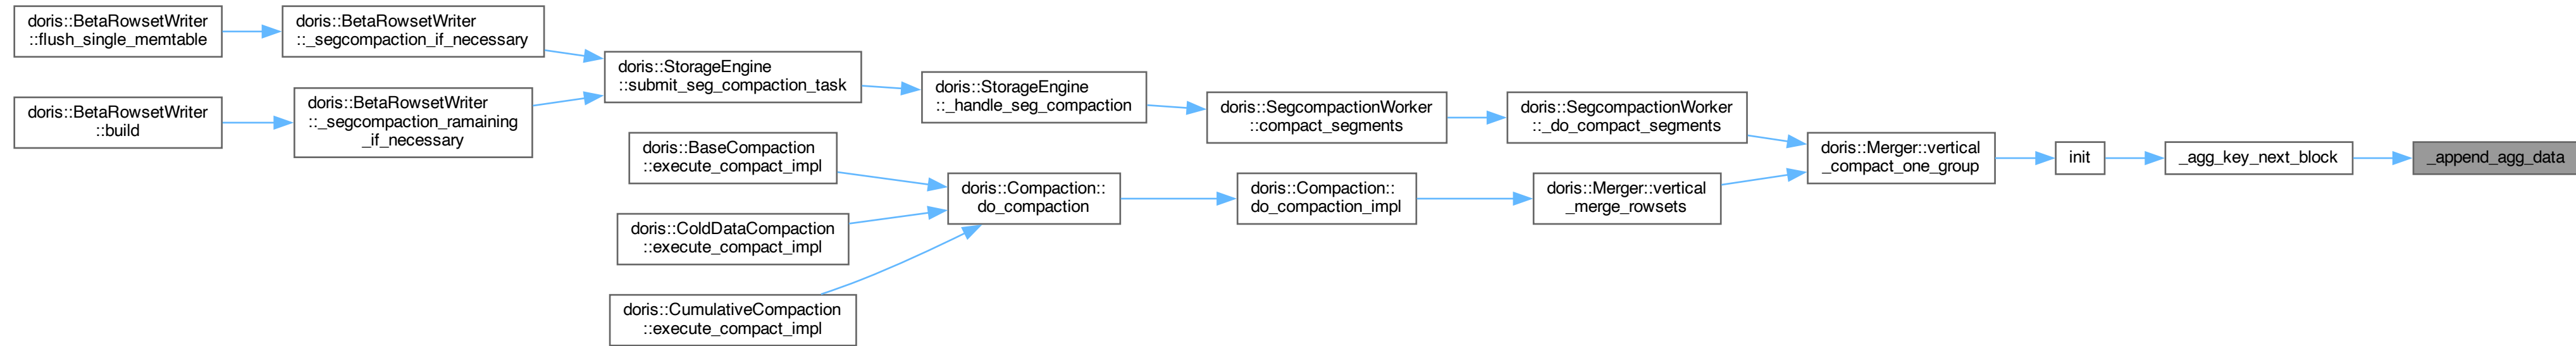 doris::BetaRowsetWriter
::flush_single_memtable
doris::BetaRowsetWriter
::_segcompaction_if_necessary
doris::BetaRowsetWriter
::build
doris::BetaRowsetWriter
::_segcompaction_ramaining
_if_necessary
doris::StorageEngine
::submit_seg_compaction_task
doris::StorageEngine
::_handle_seg_compaction
doris::SegcompactionWorker
::compact_segments
doris::SegcompactionWorker
::_do_compact_segments
doris::BaseCompaction
::execute_compact_impl
doris::ColdDataCompaction
::execute_compact_impl
doris::CumulativeCompaction
::execute_compact_impl
doris::Compaction::
do_compaction
doris::Compaction::
do_compaction_impl
doris::Merger::vertical
_merge_rowsets
doris::Merger::vertical
_compact_one_group
init
_agg_key_next_block
_append_agg_data